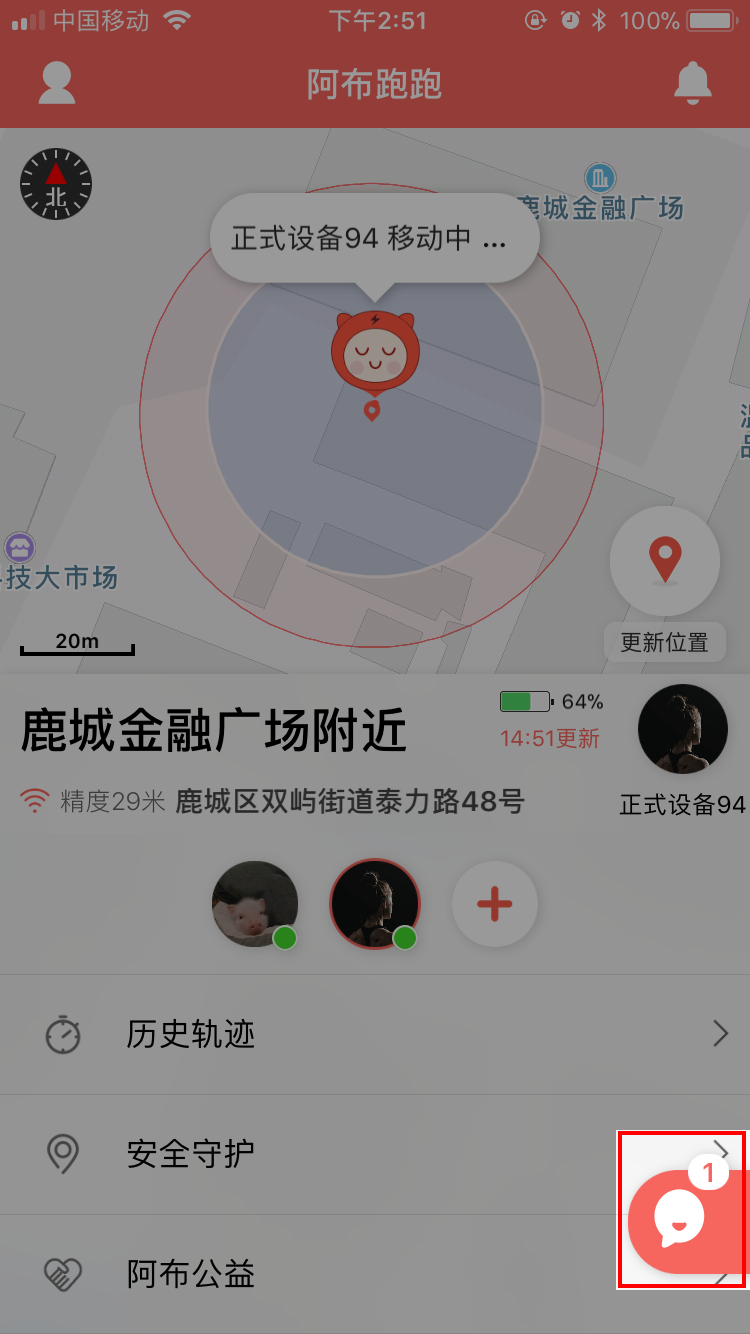 中国移动 下午2:51 100%
阿布跑跑
北
鹿城金融广场
正式设备94 移动中 ...
技大市场
20m
更新位置
鹿城金融广场附近
64%
14:51更新
精度29米 鹿城区双屿街道泰力路48号
正式设备94
历史轨迹
安全守护
1
阿布公益